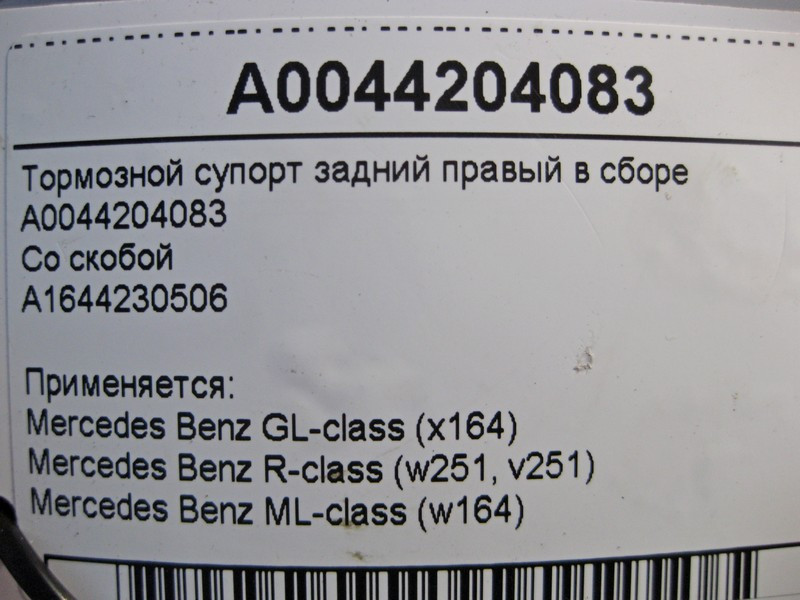 A0044204083
Тормозной супорт задний правый в сборе
A0044204083
Со скобой
A1644230506
Применяется:
Mercedes Benz GL-class (x164)
Mercedes Benz R-class (w251, v251)
Mercedes Benz ML-class (w164)